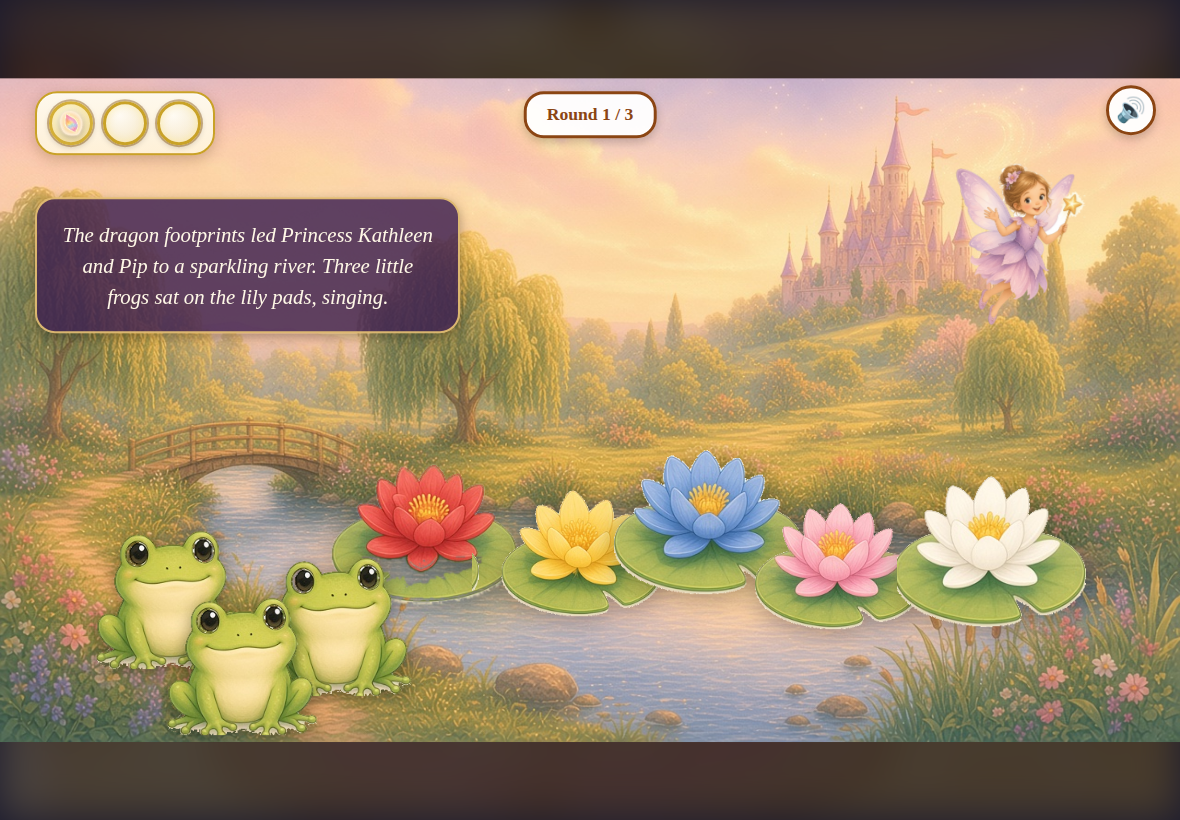 Round 1 / 3
The dragon footprints led Princess Kathleen
and Pip to a sparkling river. Three little
frogs sat on the lily pads, singing.